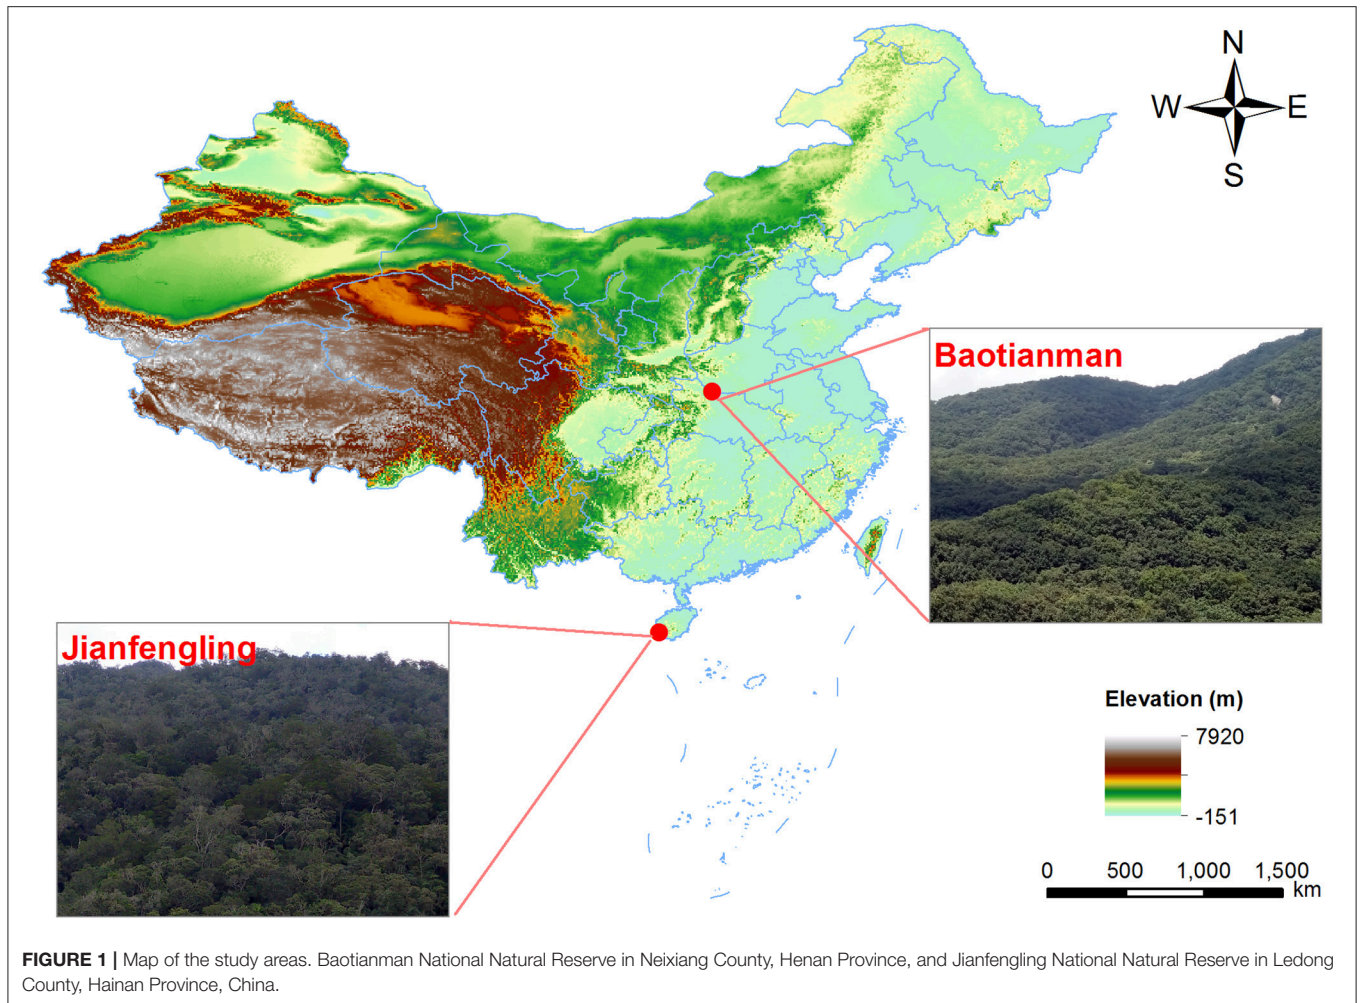 N
W E
S
Baotianman
Jianfengling
Elevation (m)
7920
-151
0 500 1,000 1,500
km
FIGURE 1 | Map of the study areas. Baotianman National Natural Reserve in Neixiang County, Henan Province, and Jianfengling National Natural Reserve in Ledong
County, Hainan Province, China.